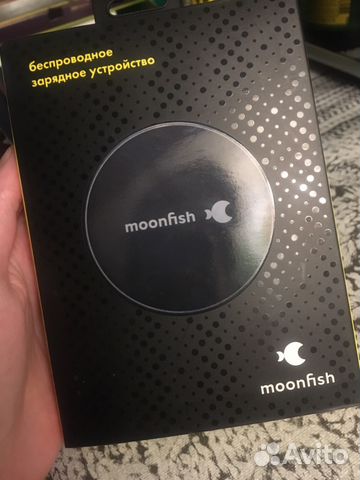 беспроводное
зарядное устройство
moonfish
moonfish
Avito